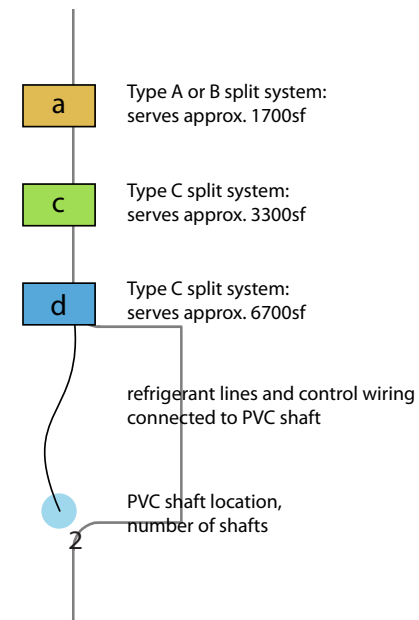 a
Type A or B split system:
serves approx. 1700sf
c
Type C split system:
serves approx. 3300sf
d
Type C split system:
serves approx. 6700sf
refrigerant lines and control wiring
connected to PVC shaft
PVC shaft location,
number of shafts
2